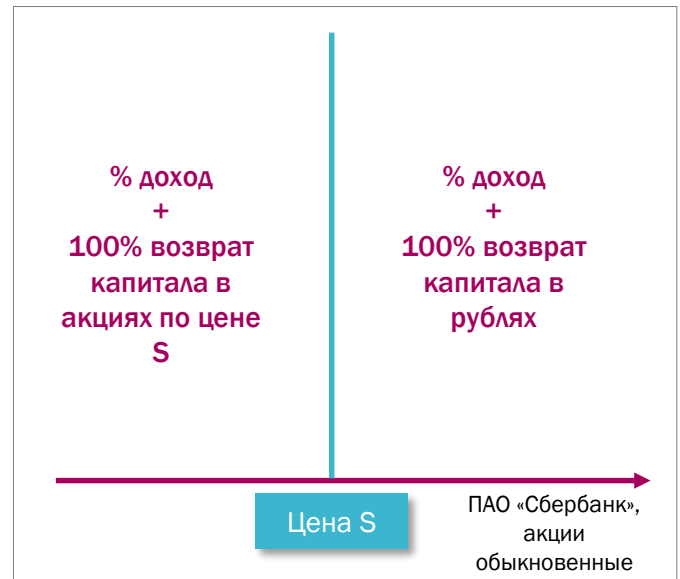 % доход
+
100% возврат
капитала в
акциях по цене
S
% доход
+
100% возврат
капитала в
рублях
Цена S
ПАО «Сбербанк»,
акции
обыкновенные